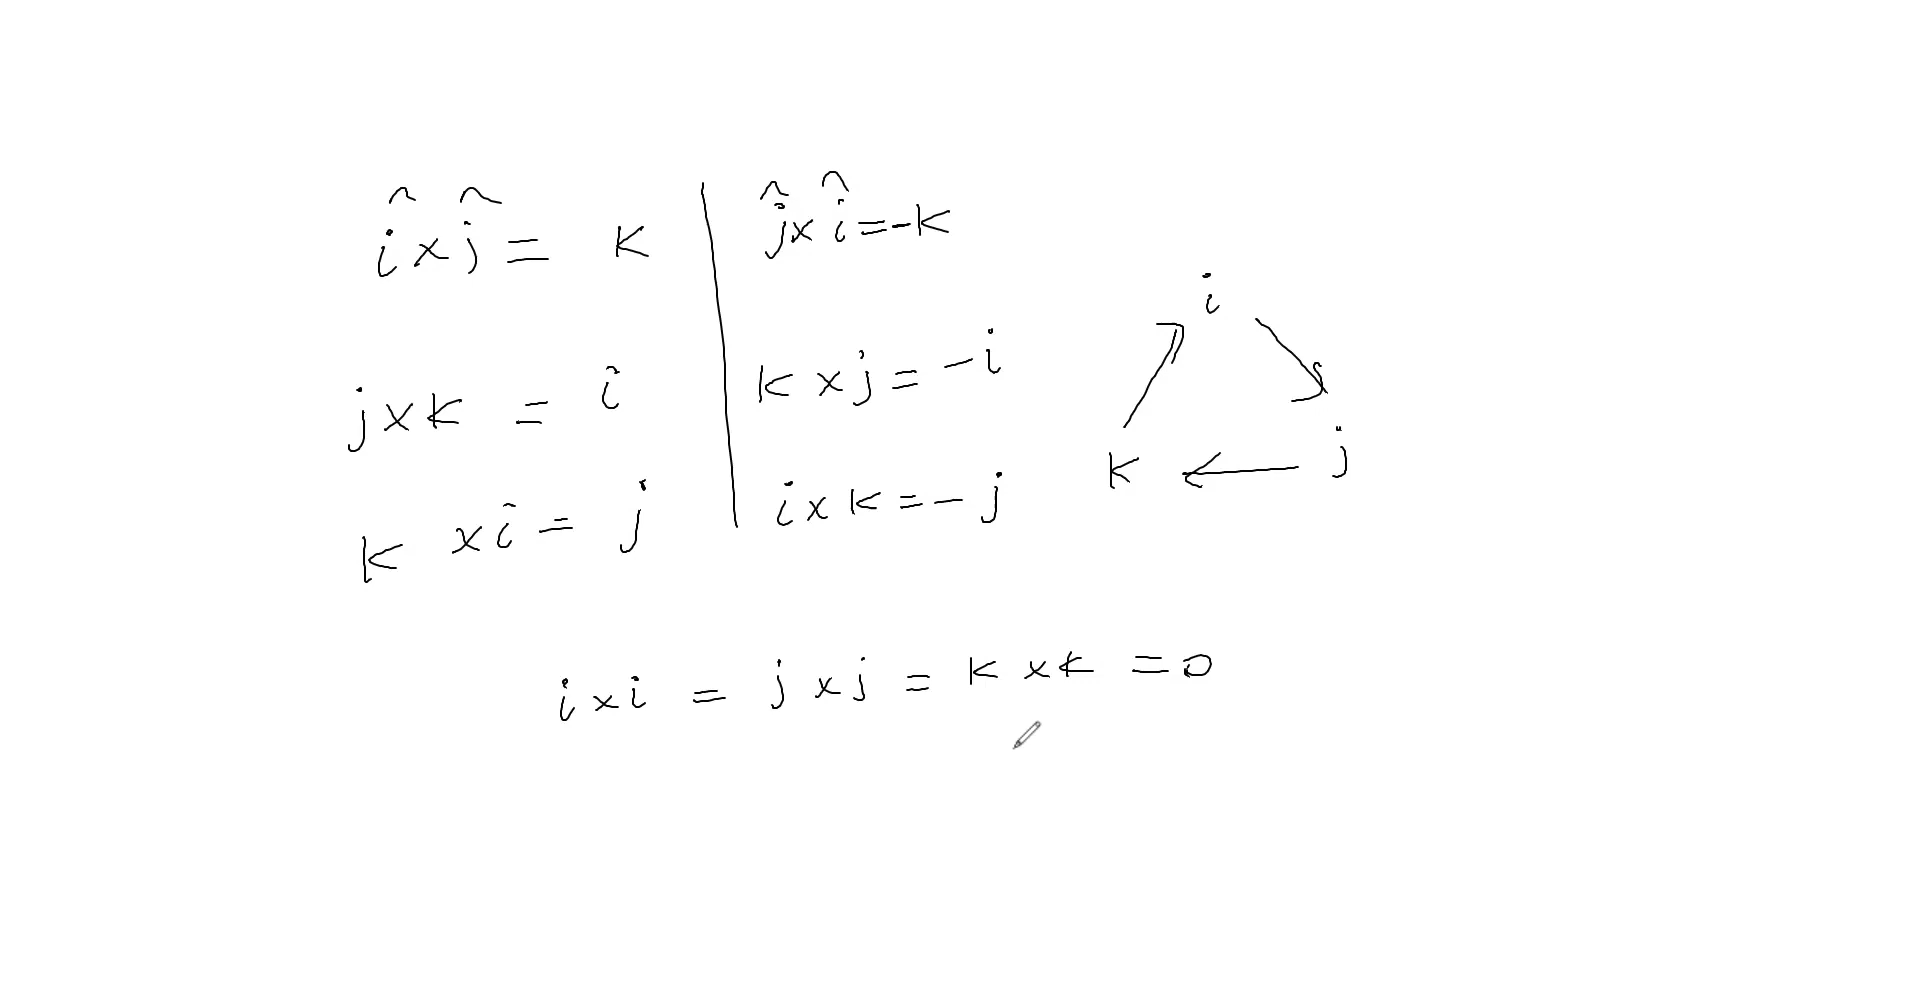 î x ĵ = k
j x k = i
k x i = j
ĵ x î = -k
k x j = -i
i x k = -j
i
k
j
i x i = j x j = k x k = 0